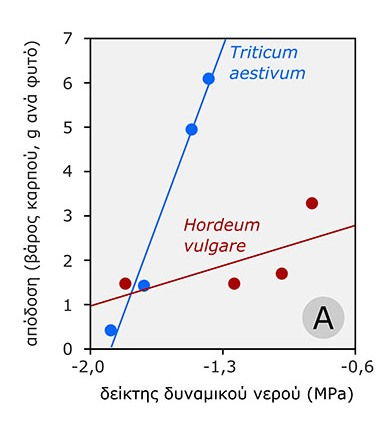 7
6
5
4
3
2
1
0
απόδοση (βάρος καρπού, g ανά φυτό)
Triticum
aestivum
Hordeum
vulgare
A
-2,0 -1,3 -0,6
δείκτης δυναμικού νερού (MPa)